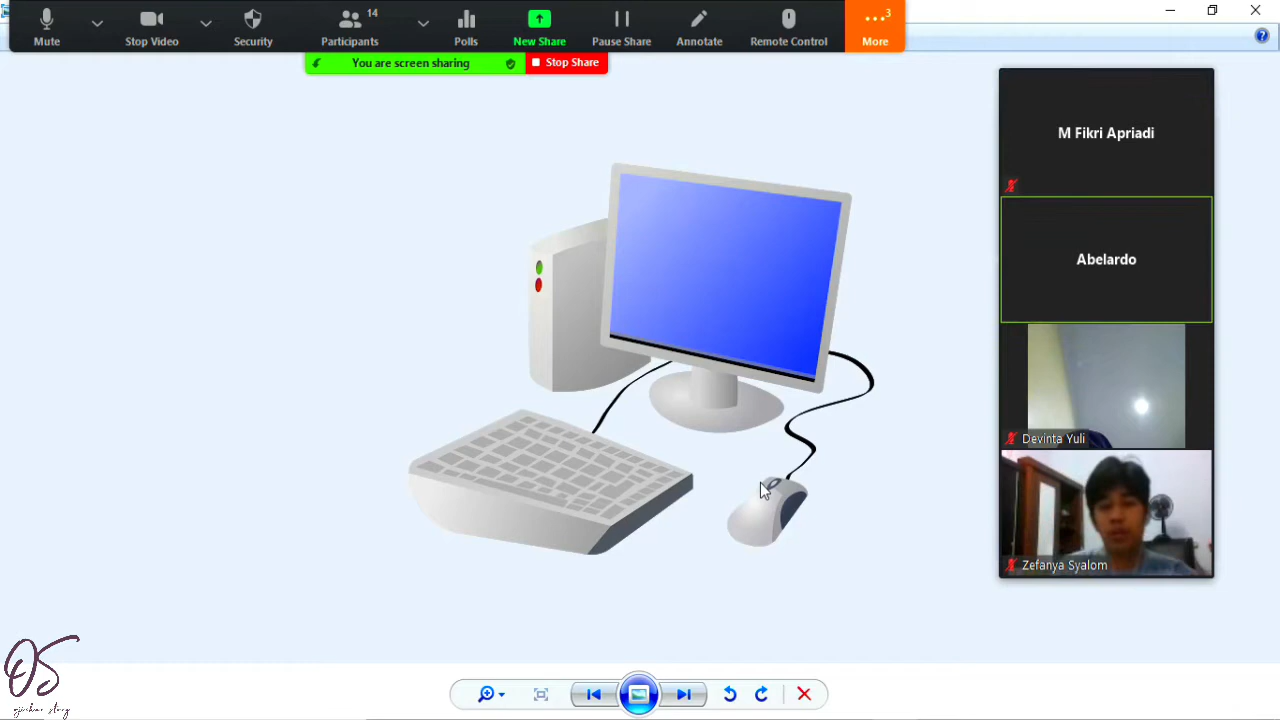 14
3
Mute
Stop Video
Security
Participants
Polls
New Share
Pause Share
Annotate
Remote Control
More
You are screen sharing
Stop Share
M Fikri Apriadi
Abelardo
Devinta Yuli
Zefanya Syalom
OS